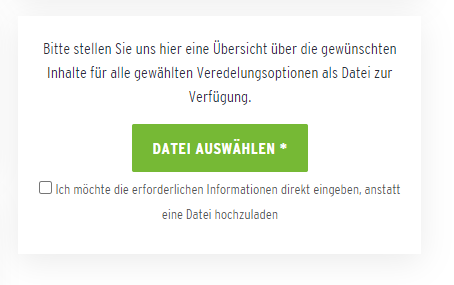 Bitte stellen Sie uns hier eine Übersicht über die gewünschten
Inhalte für alle gewählten Veredelungsoptionen als Datei zur
Verfügung.
DATEI AUSWÄHLEN *
Ich möchte die erforderlichen Informationen direkt eingeben, anstatt
eine Datei hochzuladen